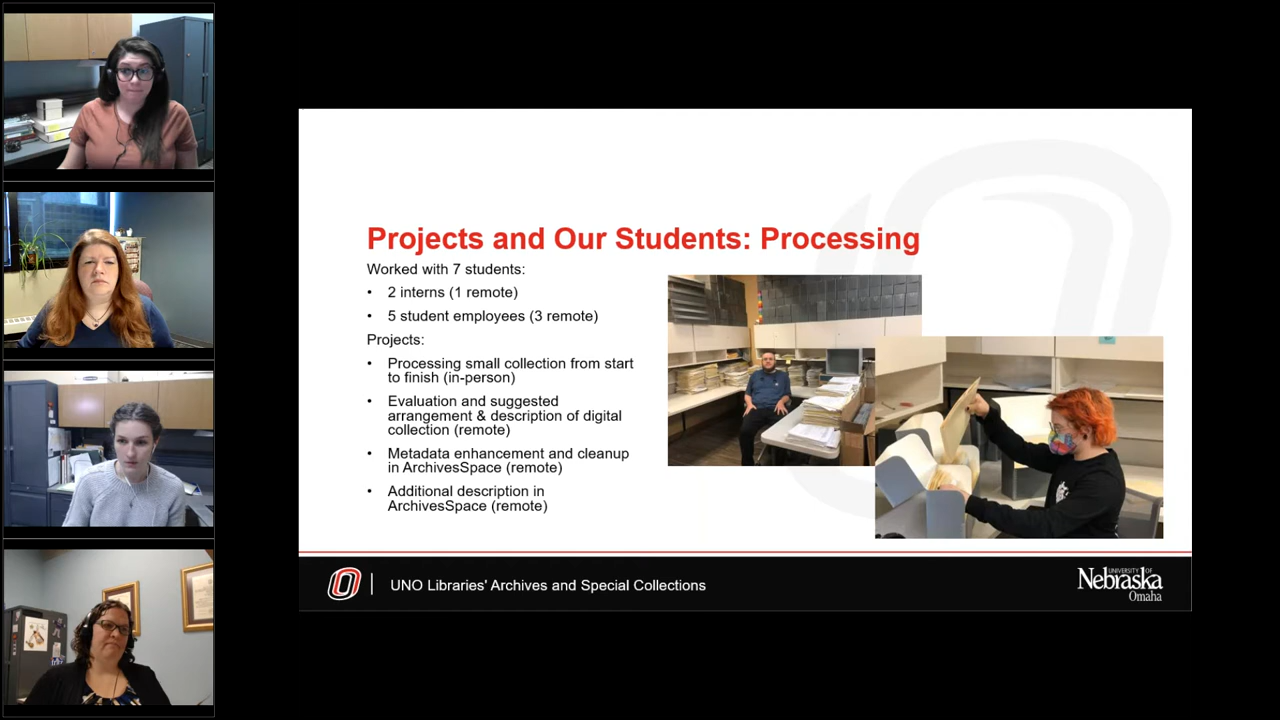 Projects and Our Students: Processing
Worked with 7 students:
• 2 interns (1 remote)
• 5 student employees (3 remote)
Projects:
• Processing small collection from start
to finish (in-person)
• Evaluation and suggested
arrangement & description of digital
collection (remote)
• Metadata enhancement and cleanup
in ArchivesSpace (remote)
• Additional description in
ArchivesSpace (remote)
O
UNO Libraries' Archives and Special Collections
UNIVERSITY OF
Nebraska
Omaha